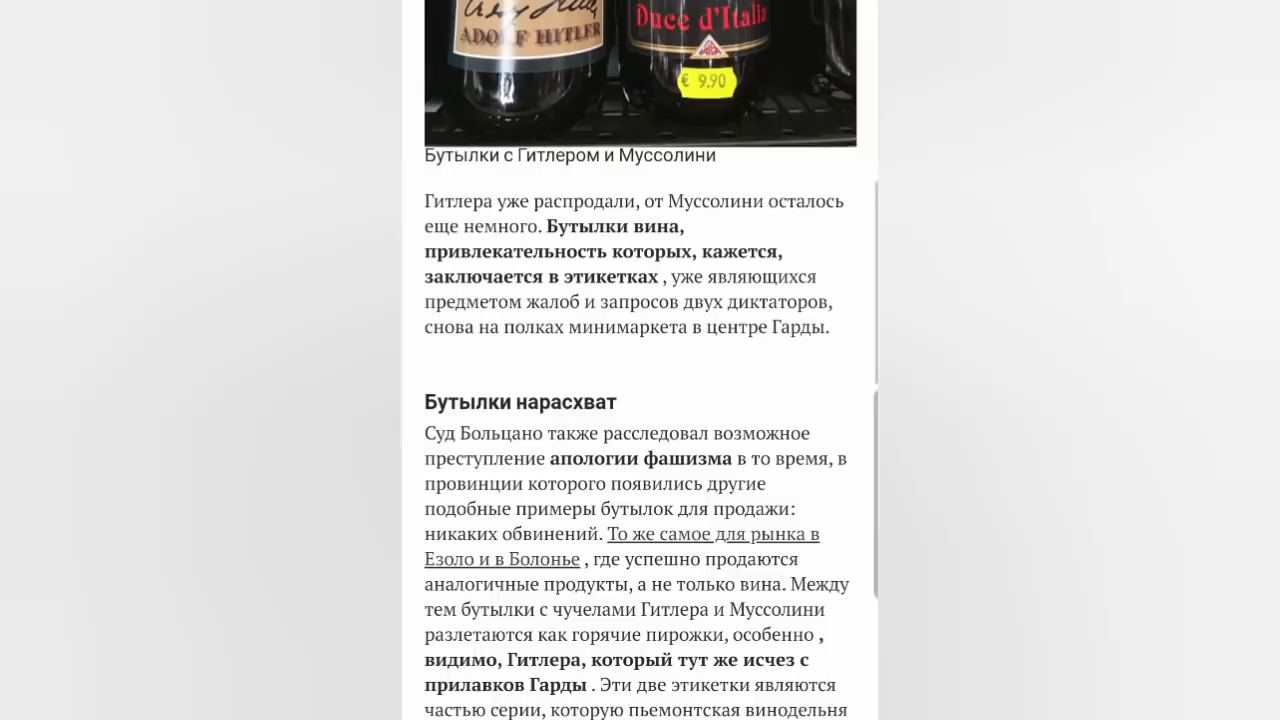 ADOLF HITLER
Duce d'Italia
€ 9.90
Бутылки с Гитлером и Муссолини
Гитлера уже распродали, от Муссолини осталось
еще немного. Бутылки вина,
привлекательность которых, кажется,
заключается в этикетках , уже являющихся
предметом жалоб и запросов двух диктаторов,
снова на полках минимаркета в центре Гарды.
Бутылки нарасхват
Суд Больцано также расследовал возможное
преступление апологии фашизма в то время, в
провинции которого появились другие
подобные примеры бутылок для продажи:
никаких обвинений. То же самое для рынка в
Езоло и в Болонье , где успешно продаются
аналогичные продукты, а не только вина. Между
тем бутылки с чучелами Гитлера и Муссолини
разлетаются как горячие пирожки, особенно ,
видимо, Гитлера, который тут же исчез с
прилавков Гарды . Эти две этикетки являются
частью серии, которую пьемонтская винодельня